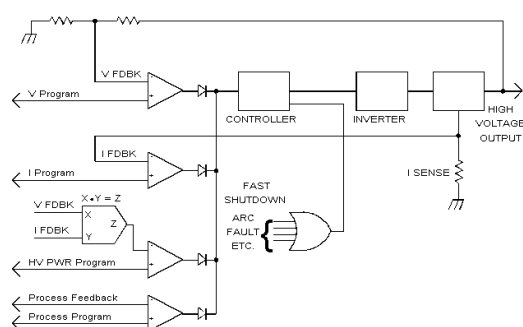 V FDBK
-
+
V Program
CONTROLLER
INVERTER
HIGH
VOLTAGE
OUTPUT
I FDBK
-
+
I Program
I SENSE
FAST
SHUTDOWN
ARC
FAULT
ETC.
X•Y = Z
V FDBK
X
Z
I FDBK
Y
-
+
HV PWR Program
Process Feedback
-
+
Process Program